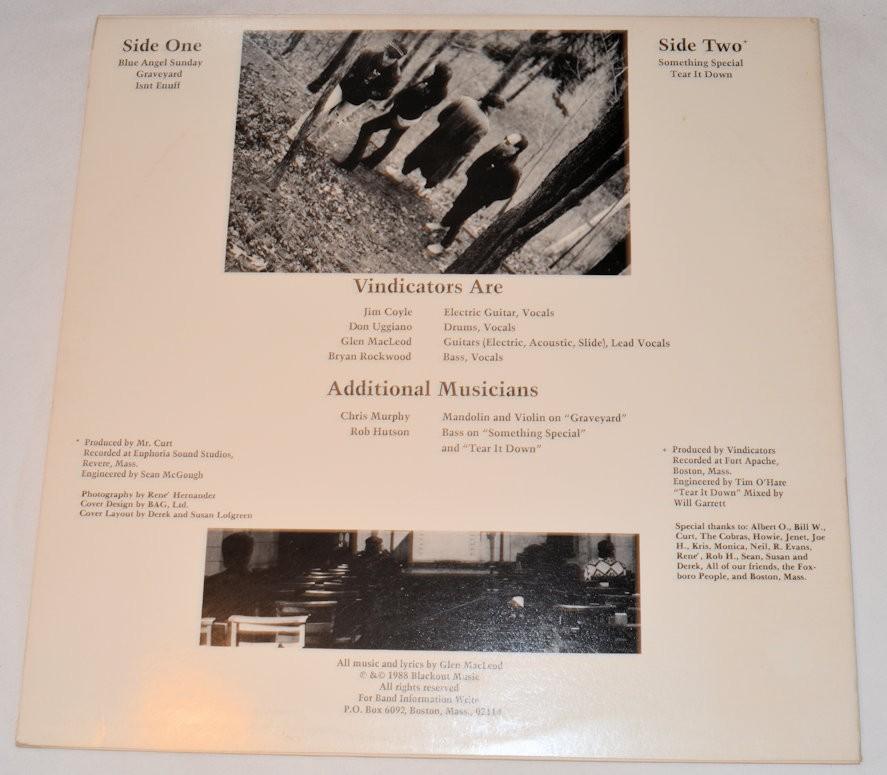 Side One
Blue Angel Sunday
Graveyard
Isnt Enuff
Side Two+
Something Special
Tear It Down
Vindicators Are
Jim Coyle Electric Guitar, Vocals
Don Uggiano Drums, Vocals
Glen MacLeod Guitars (Electric, Acoustic, Slide), Lead Vocals
Bryan Rockwood Bass, Vocals
Additional Musicians
Chris Murphy Mandolin and Violin on "Graveyard"
Rob Hutson Bass on "Something Special"
and "Tear It Down"
* Produced by Mr. Curt
Recorded at Euphoria Sound Studios,
Revere, Mass.
Engineered by Sean McGough
Photography by Rene' Hernander
Cover Design by BAG, Ltd.
Cover Layout by Derek and Susan Lofgreen
+ Produced by Vindicators
Recorded at Fort Apache,
Boston, Mass.
Engineered by Tim O'Hare
"Tear It Down" Mixed by
Will Garrett
Special thanks to: Albert O., Bill W.,
Curt, The Cobras, Howie, Jenet, Joe
H., Kris, Monica, Neil, R. Evans,
Rene', Rob H., Sean, Susan and
Derek, All of our friends, the Fox-
boro People, and Boston, Mass.
All music and lyrics by Glen MacLeod
℗ &© 1988 Blackout Music
All rights reserved
For Band Information Write
P.O. Box 6092, Boston, Mass., 02114